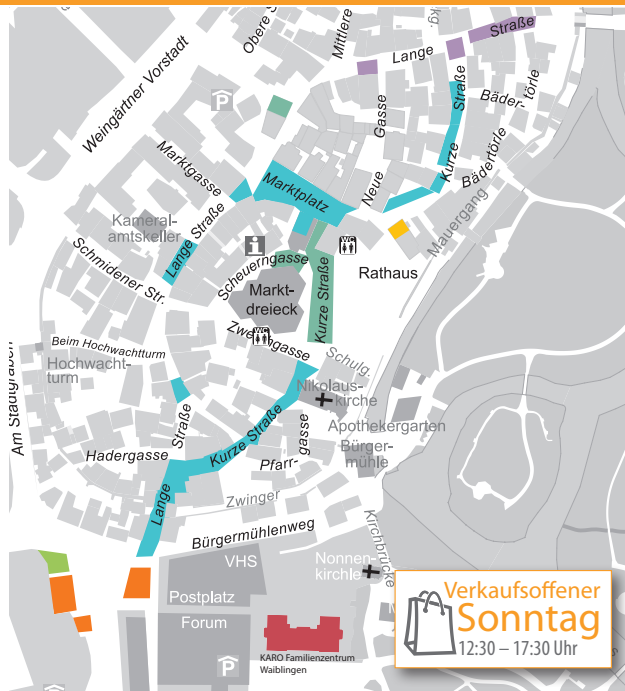 Obere S
Mittlere
kg.
Straße
Lange
Weingärtner Vorstadt
Straße
Bäder-
törle
Gasse
P
Marktgasse
Kurze
Bädertörle
Marktplatz
Neue
Kameral-
amtskeller
Lange Straße
Mauergang
i
WC
Scheuerngasse
Rathaus
Schmidener Str.
Markt-
dreieck
Kurze Straße
WC
Beim Hochwachtturm
Schulg.
Hochwacht-
turm
Am Stadtgraben
Nikolaus-
kirche
Straße
Kurze Straße
Apothekergarten
Hadergasse
Pfarr-
gasse
Bürger-
mühle
Lange
Zwinger
Bürgermühlenweg
Kirchbrücke
VHS
Nonnen-
kirchle
Postplatz
Forum
P
KARO Familienzentrum
Waiblingen
Verkaufsoffener
Sonntag
12:30 – 17:30 Uhr